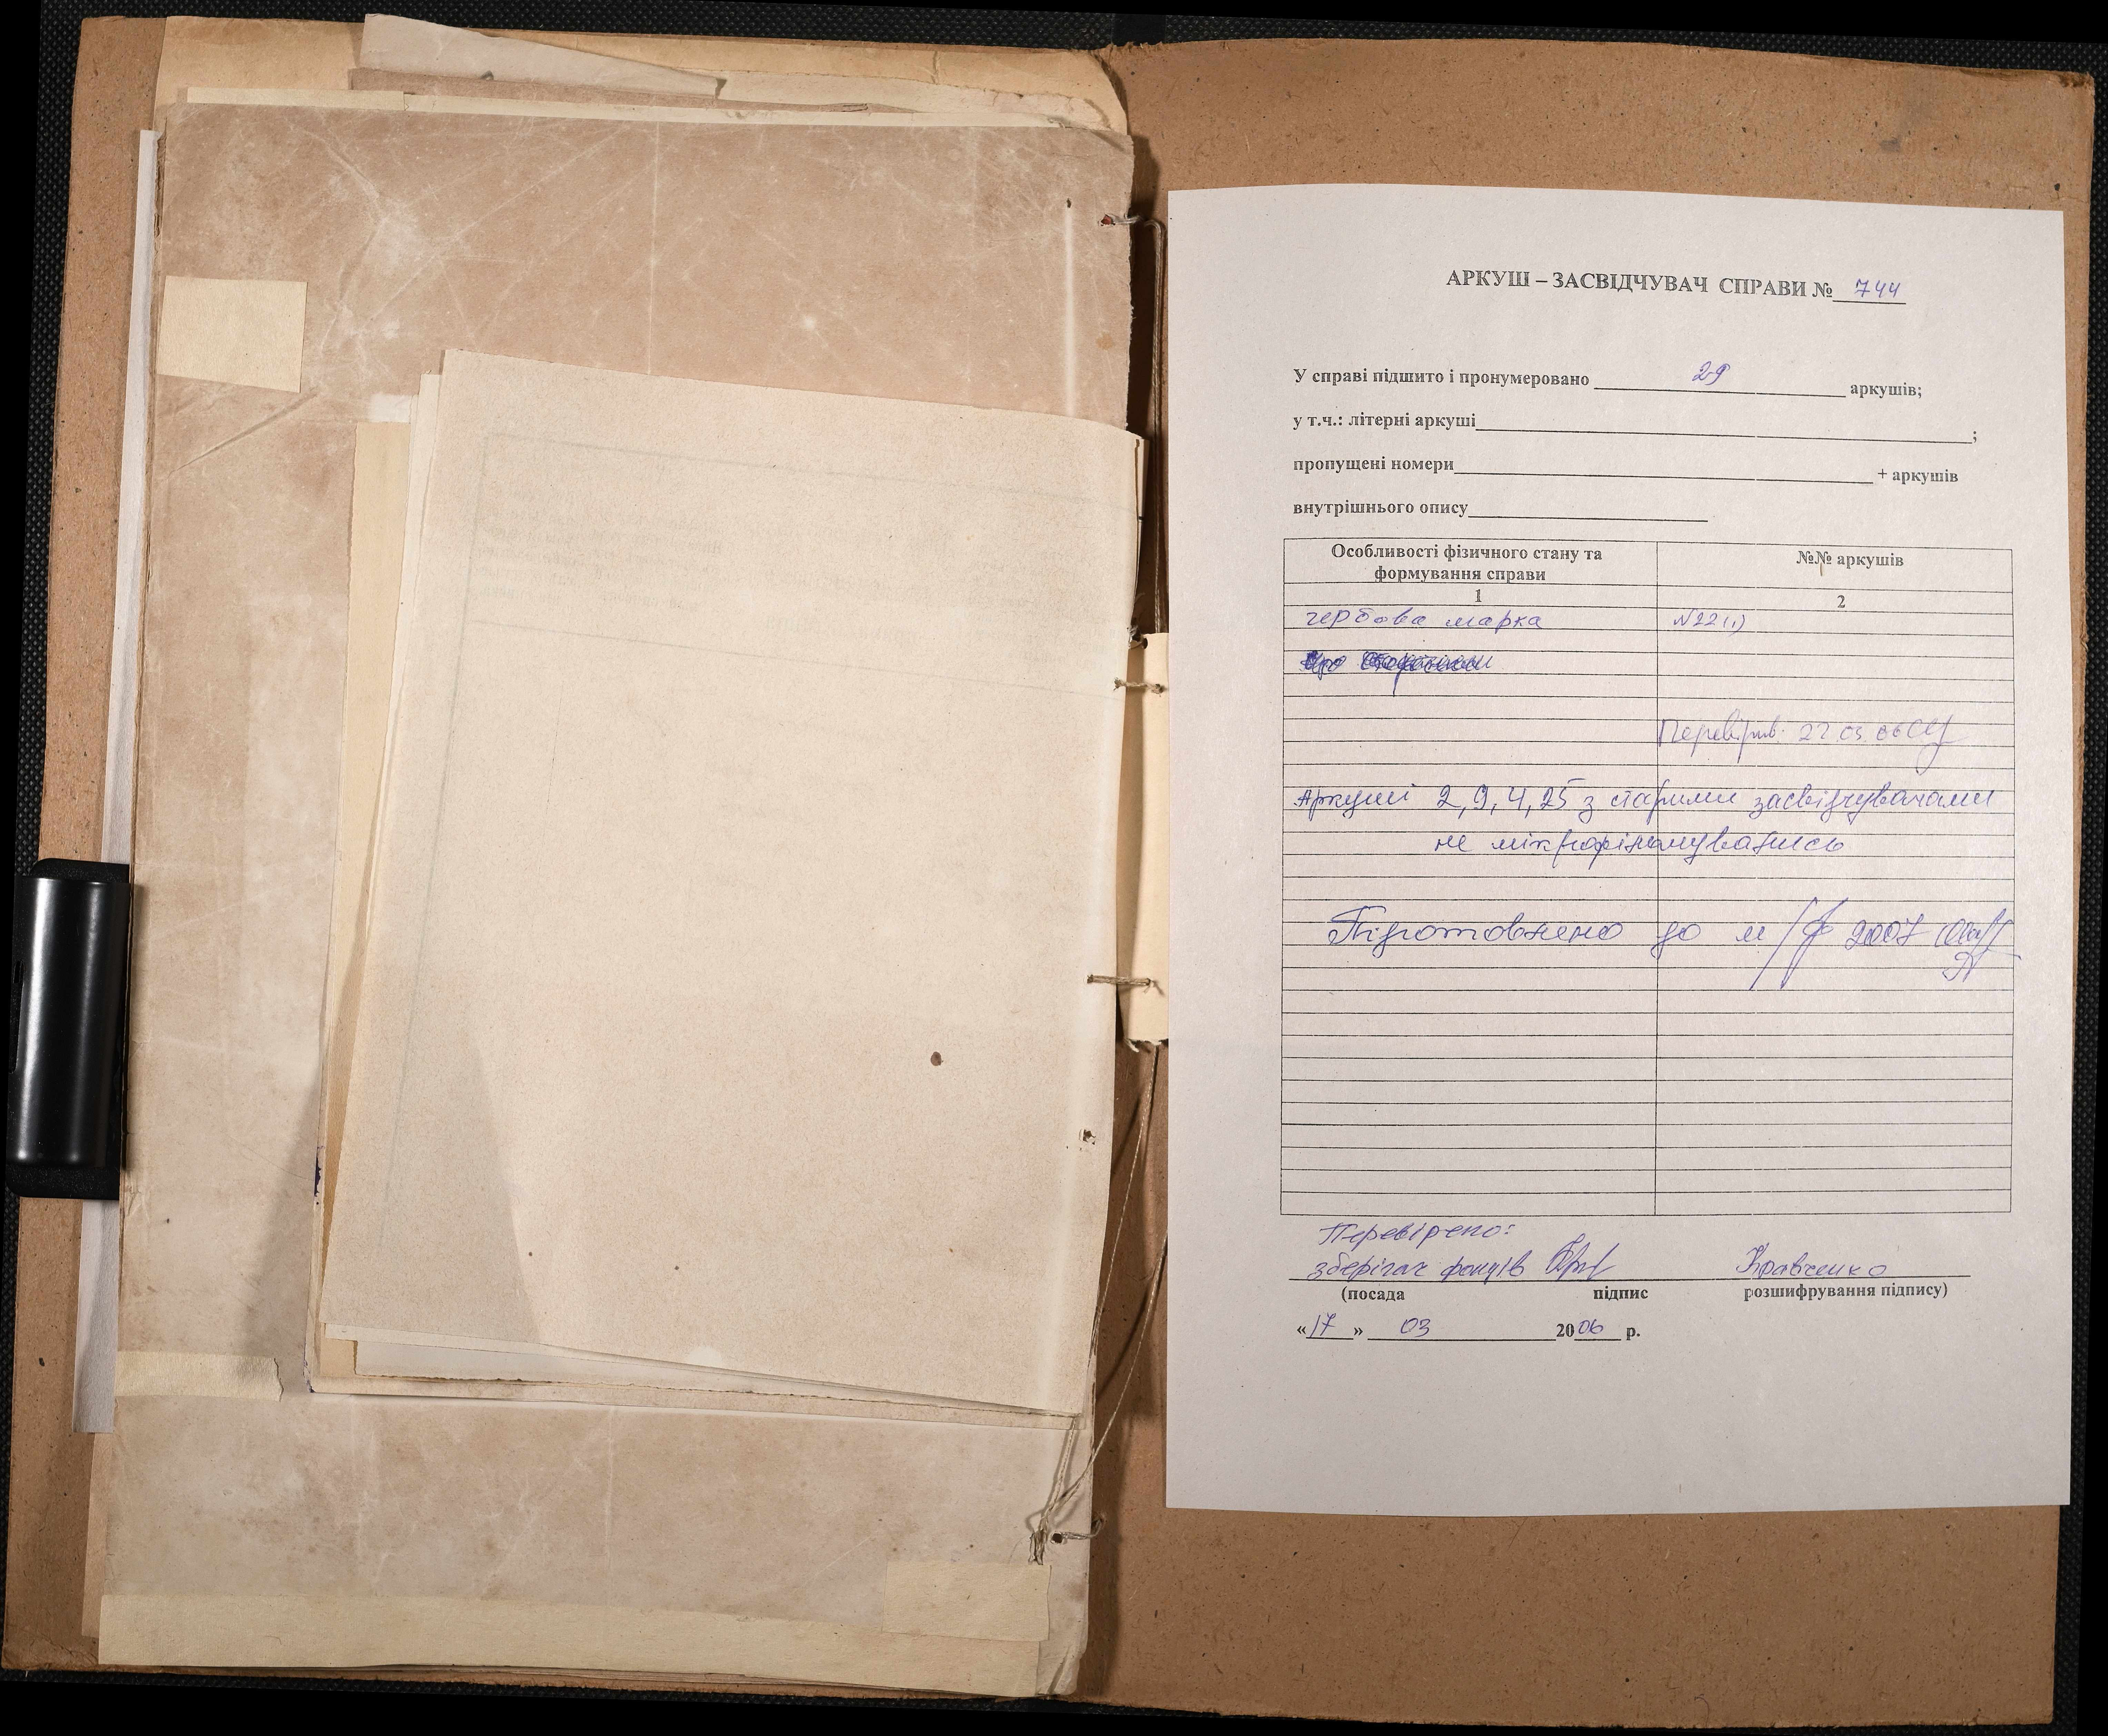 АРКУШ – ЗАСВІДЧУВАЧ СПРАВИ № 744
У справі підшито і пронумеровано 29 аркушів;
у т.ч.: літерні аркуші ;
пропущені номери + аркушів
внутрішнього опису
Особливості фізичного стану та формування справи
№№ аркушів
1
2
гербова марка
№22(1)
Перевірив. 27.03.06
Аркуші 2, 9, 4, 25 з старими засвідчувачами
не мікрофільмувались
Підготовлено до м/ф 2007
Перевірено:
зберігач фондів Кравченко
(посада підпис розшифрування підпису)
«17» 03 2006 р.